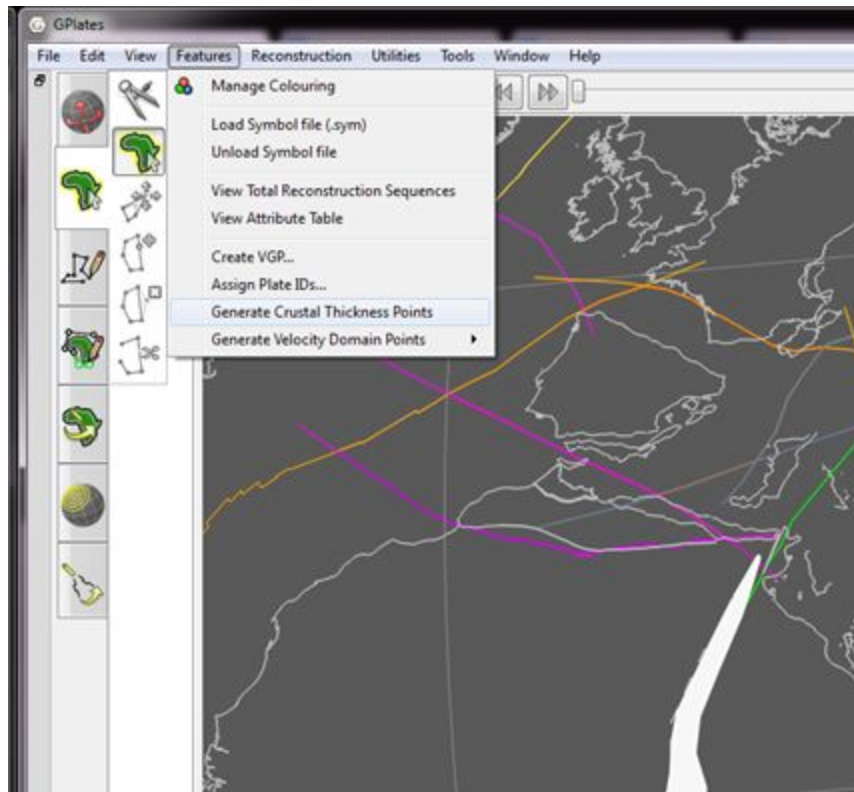 GPlates
File Edit View Features Reconstruction Utilities Tools Window Help
Manage Colouring
Load Symbol file (.sym)
Unload Symbol file
View Total Reconstruction Sequences
View Attribute Table
Create VGP...
Assign Plate IDs...
Generate Crustal Thickness Points
Generate Velocity Domain Points